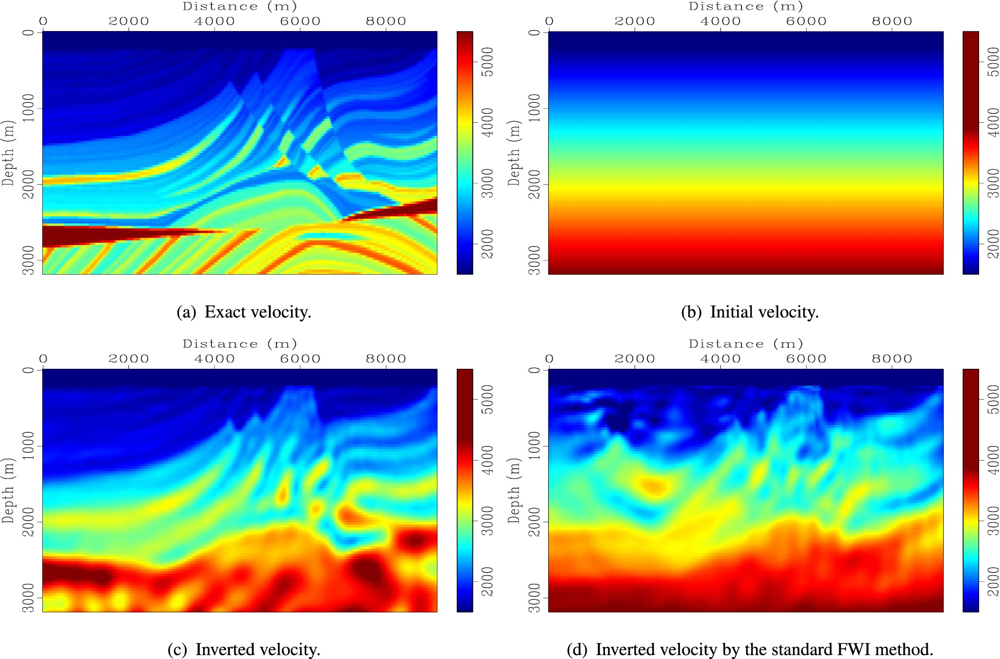 Distance (m)
0 2000 4000 6000 8000
Depth (m)
0 1000 2000 3000
5000 4000 3000 2000
(a) Exact velocity.
Distance (m)
0 2000 4000 6000 8000
Depth (m)
0 1000 2000 3000
5000 4000 3000 2000
(b) Initial velocity.
Distance (m)
0 2000 4000 6000 8000
Depth (m)
0 1000 2000 3000
5000 4000 3000 2000
(c) Inverted velocity.
Distance (m)
0 2000 4000 6000 8000
Depth (m)
0 1000 2000 3000
5000 4000 3000 2000
(d) Inverted velocity by the standard FWI method.